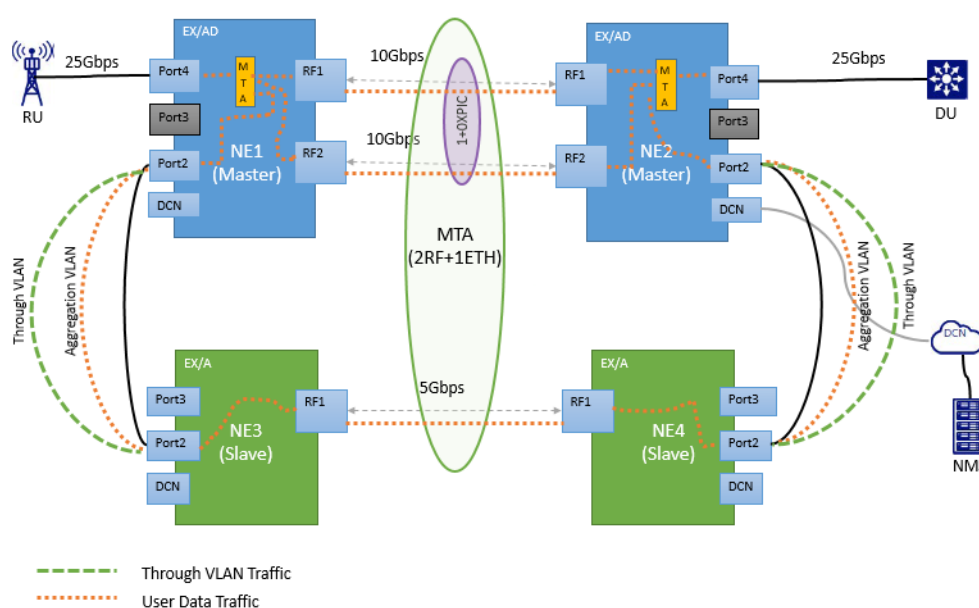 EX/AD
EX/AD
RU
25Gbps
Port4
M
T
A
RF1
10Gbps
RF1
M
T
A
Port4
25Gbps
DU
Port3
1+0XPIC
Port3
Port2
NE1
(Master)
RF2
10Gbps
RF2
NE2
(Master)
Port2
DCN
DCN
MTA
(2RF+1ETH)
Through VLAN
Aggregation VLAN
Aggregation VLAN
Through VLAN
DCN
EX/A
EX/A
Port3
RF1
5Gbps
RF1
Port3
Port2
NE3
(Slave)
NE4
(Slave)
Port2
DCN
DCN
NM
Through VLAN Traffic
User Data Traffic